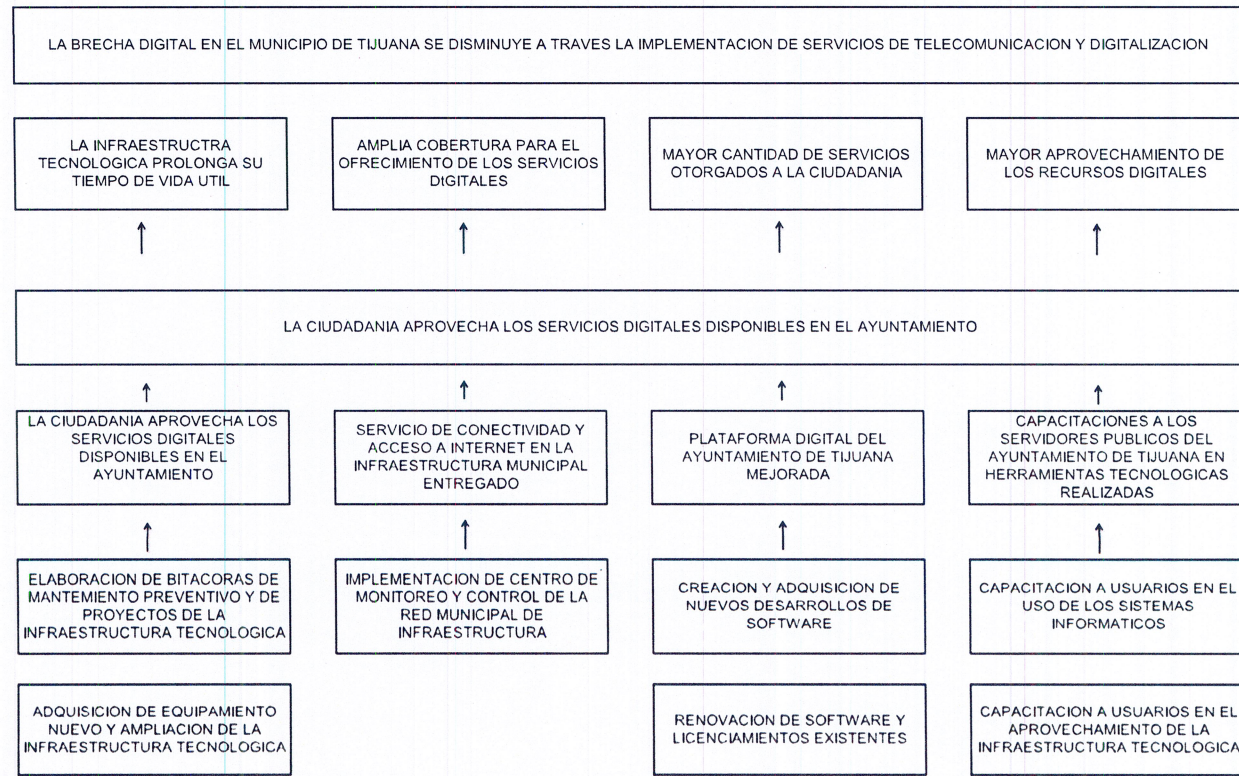 LA BRECHA DIGITAL EN EL MUNICIPIO DE TIJUANA SE DISMINUYE A TRAVES LA IMPLEMENTACION DE SERVICIOS DE TELECOMUNICACION Y DIGITALIZACION
LA INFRAESTRUCTRA
TECNOLOGICA PROLONGA SU
TIEMPO DE VIDA UTIL
AMPLIA COBERTURA PARA EL
OFRECIMIENTO DE LOS SERVICIOS
DtGITALES
MAYOR CANTIDAD DE SERVICIOS
OTORGADOS A LA CIUDADANIA
MAYOR APROVECHAMIENTO DE
LOS RECURSOS DIGITALES
LA CIUDADANIA APROVECHA LOS SERVICIOS DIGITALES DISPONIBLES EN EL AYUNTAMIENTO
LA CIUDADANIA APROVECHA LOS
SERVICIOS DIGITALES
DISPONIBLES EN EL
AYUNTAMIENTO
SERVICIO DE CONECTIVIDAD Y
ACCESO A INTERNET EN LA
INFRAESTRUCTURA MUNICIPAL
ENTREGADO
PLATAFORMA DIGITAL DEL
AYUNTAMIENTO DE TIJUANA
MEJORADA
CAPACITACIONES A LOS
SERVIDORES PUBLICOS DEL
AYUNTAMIENTO DE TIJUANA EN
HERRAMIENTAS TECNOLOGICAS
REALIZADAS
ELABORACION DE BITACORAS DE
MANTEMIENTO PREVENTIVO Y DE
PROYECTOS DE LA
INFRAESTRUCTURA TECNOLOGICA
IMPLEMENTACION DE CENTRO DE
MONITOREO Y CONTROL DE LA
RED MUNICIPAL DE
INFRAESTRUCTURA
CREACION Y ADQUISICION DE
NUEVOS DESARROLLOS DE
SOFTWARE
CAPACITACION A USUARIOS EN EL
USO DE LOS SISTEMAS
INFORMATICOS
ADQUISICION DE EQUIPAMIENTO
NUEVO Y AMPLIACION DE LA
INFRAESTRUCTURA TECNOLOGICA
RENOVACION DE SOFTWARE Y
LICENCIAMIENTOS EXISTENTES
CAPACITACION A USUARIOS EN EL
APROVECHAMIENTO DE LA
INFRAESTRUCTURA TECNOLOGICA